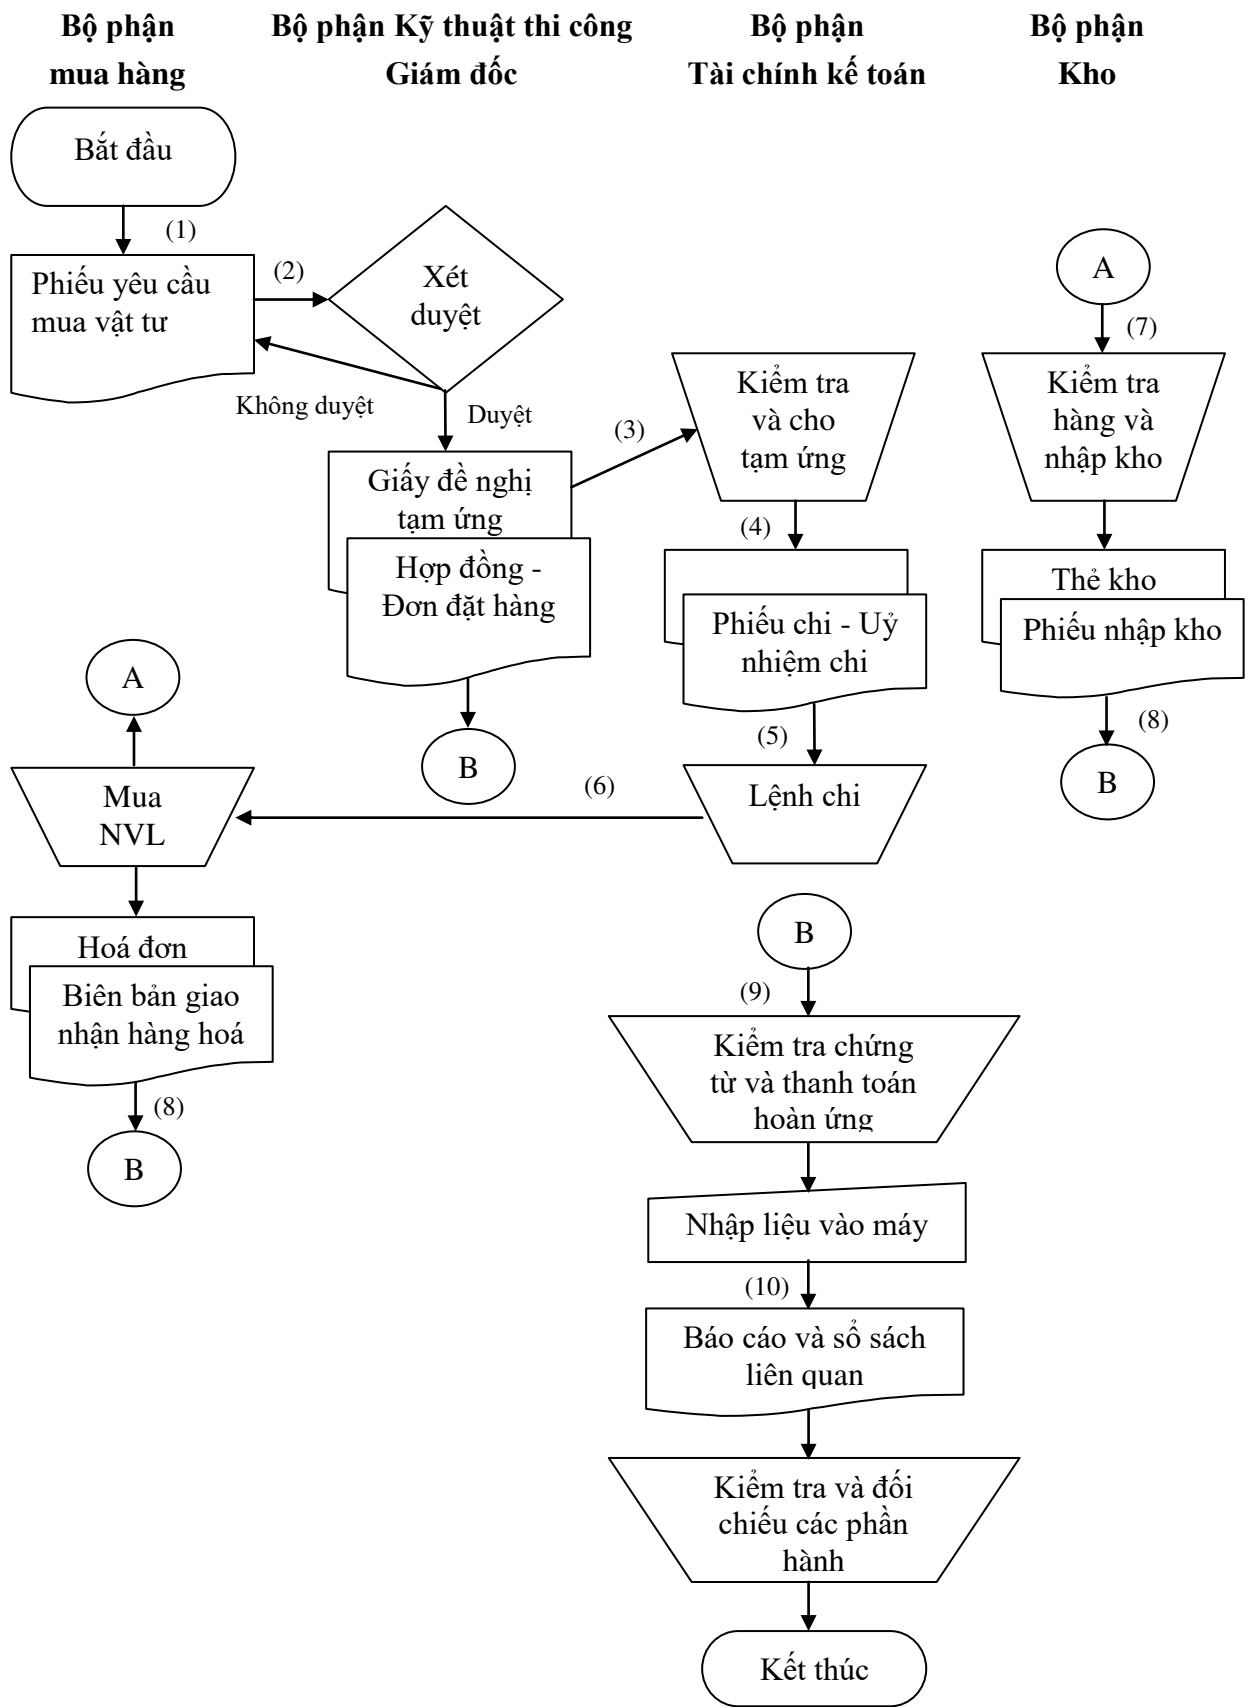 Bộ phận
mua hàng
Bộ phận Kỹ thuật thi công
Giám đốc
Bộ phận
Tài chính kế toán
Bộ phận
Kho
Bắt đầu
(1)
Phiếu yêu cầu
mua vật tư
(2)
Xét
duyệt
Không duyệt
Duyệt
(3)
Giấy đề nghị
tạm ứng
Hợp đồng -
Đơn đặt hàng
B
Kiểm tra
và cho
tạm ứng
(4)
Phiếu chi - Uỷ
nhiệm chi
(5)
Lệnh chi
(6)
A
(7)
Kiểm tra
hàng và
nhập kho
Thẻ kho
Phiếu nhập kho
(8)
B
A
Mua
NVL
Hoá đơn
Biên bản giao
nhận hàng hoá
(8)
B
B
(9)
Kiểm tra chứng
từ và thanh toán
hoàn ứng
Nhập liệu vào máy
(10)
Báo cáo và sổ sách
liên quan
Kiểm tra và đối
chiếu các phần
hành
Kết thúc